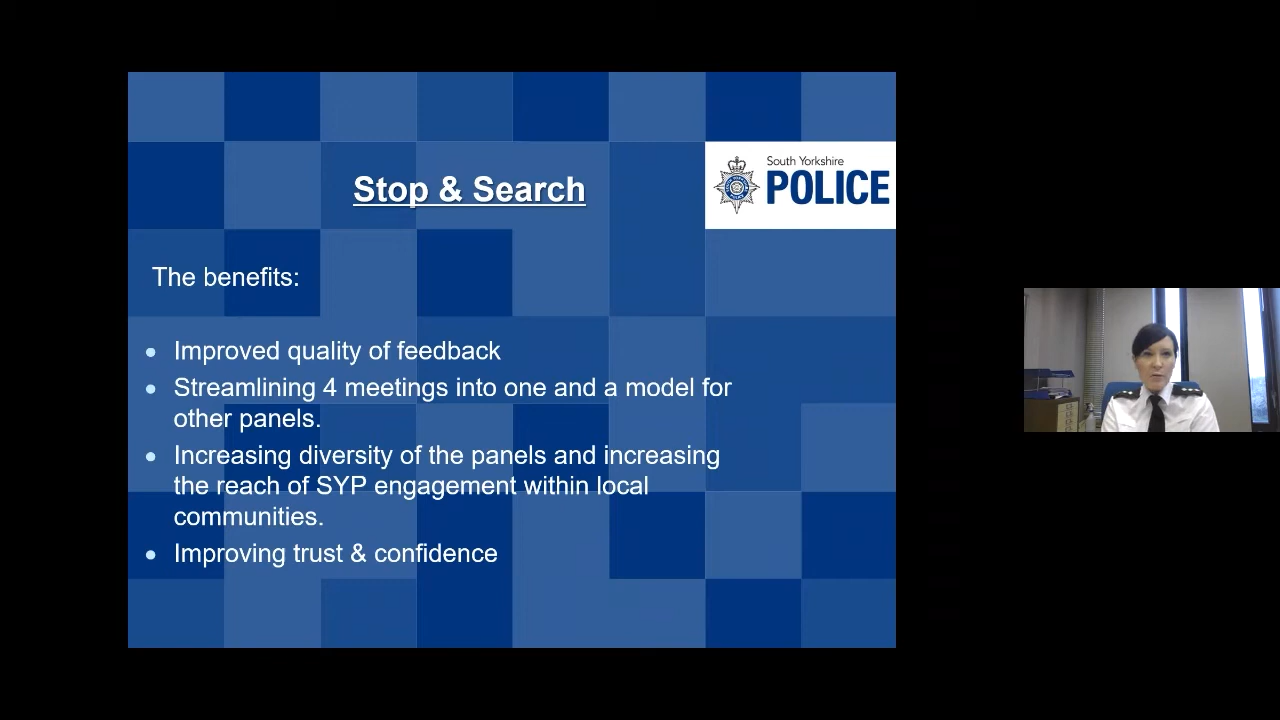 Stop & Search
South Yorkshire
POLICE
The benefits:
• Improved quality of feedback
• Streamlining 4 meetings into one and a model for
other panels.
• Increasing diversity of the panels and increasing
the reach of SYP engagement within local
communities.
• Improving trust & confidence